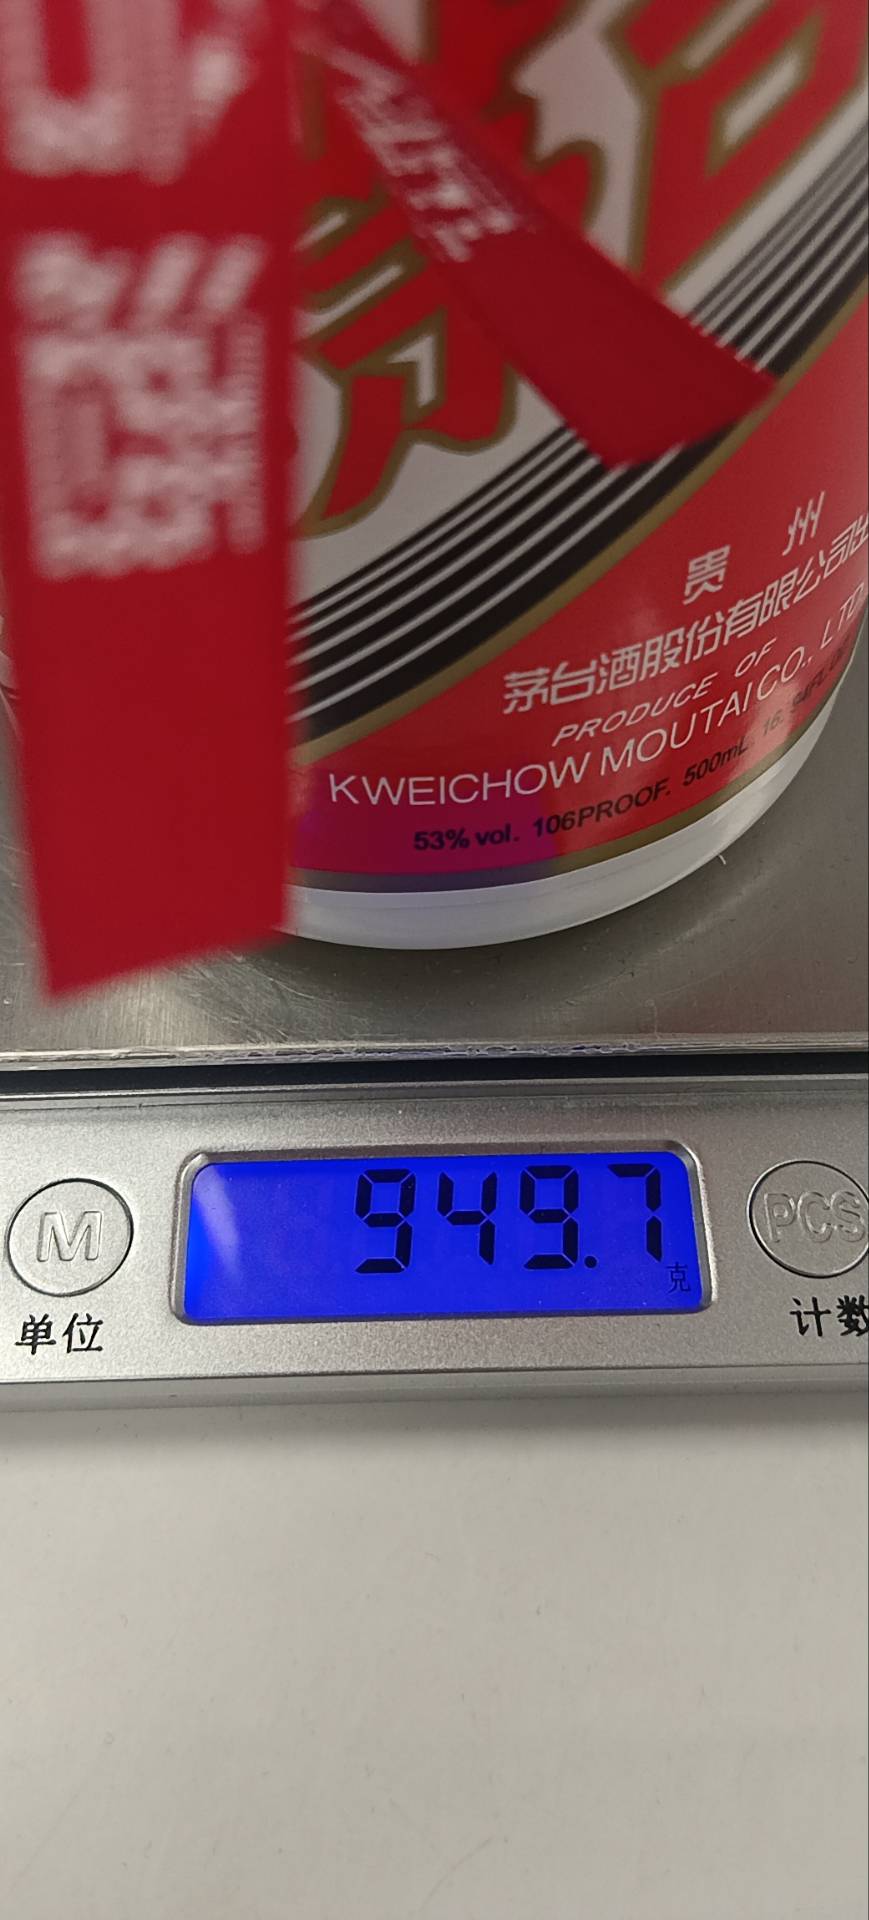 贵 州
茅台酒股份有限公司出
PRODUCE OF
KWEICHOW MOUTAI CO., LTD.
53% vol. 106PROOF. 500mL 16.
949.7
克
M
PCS
单位
计数